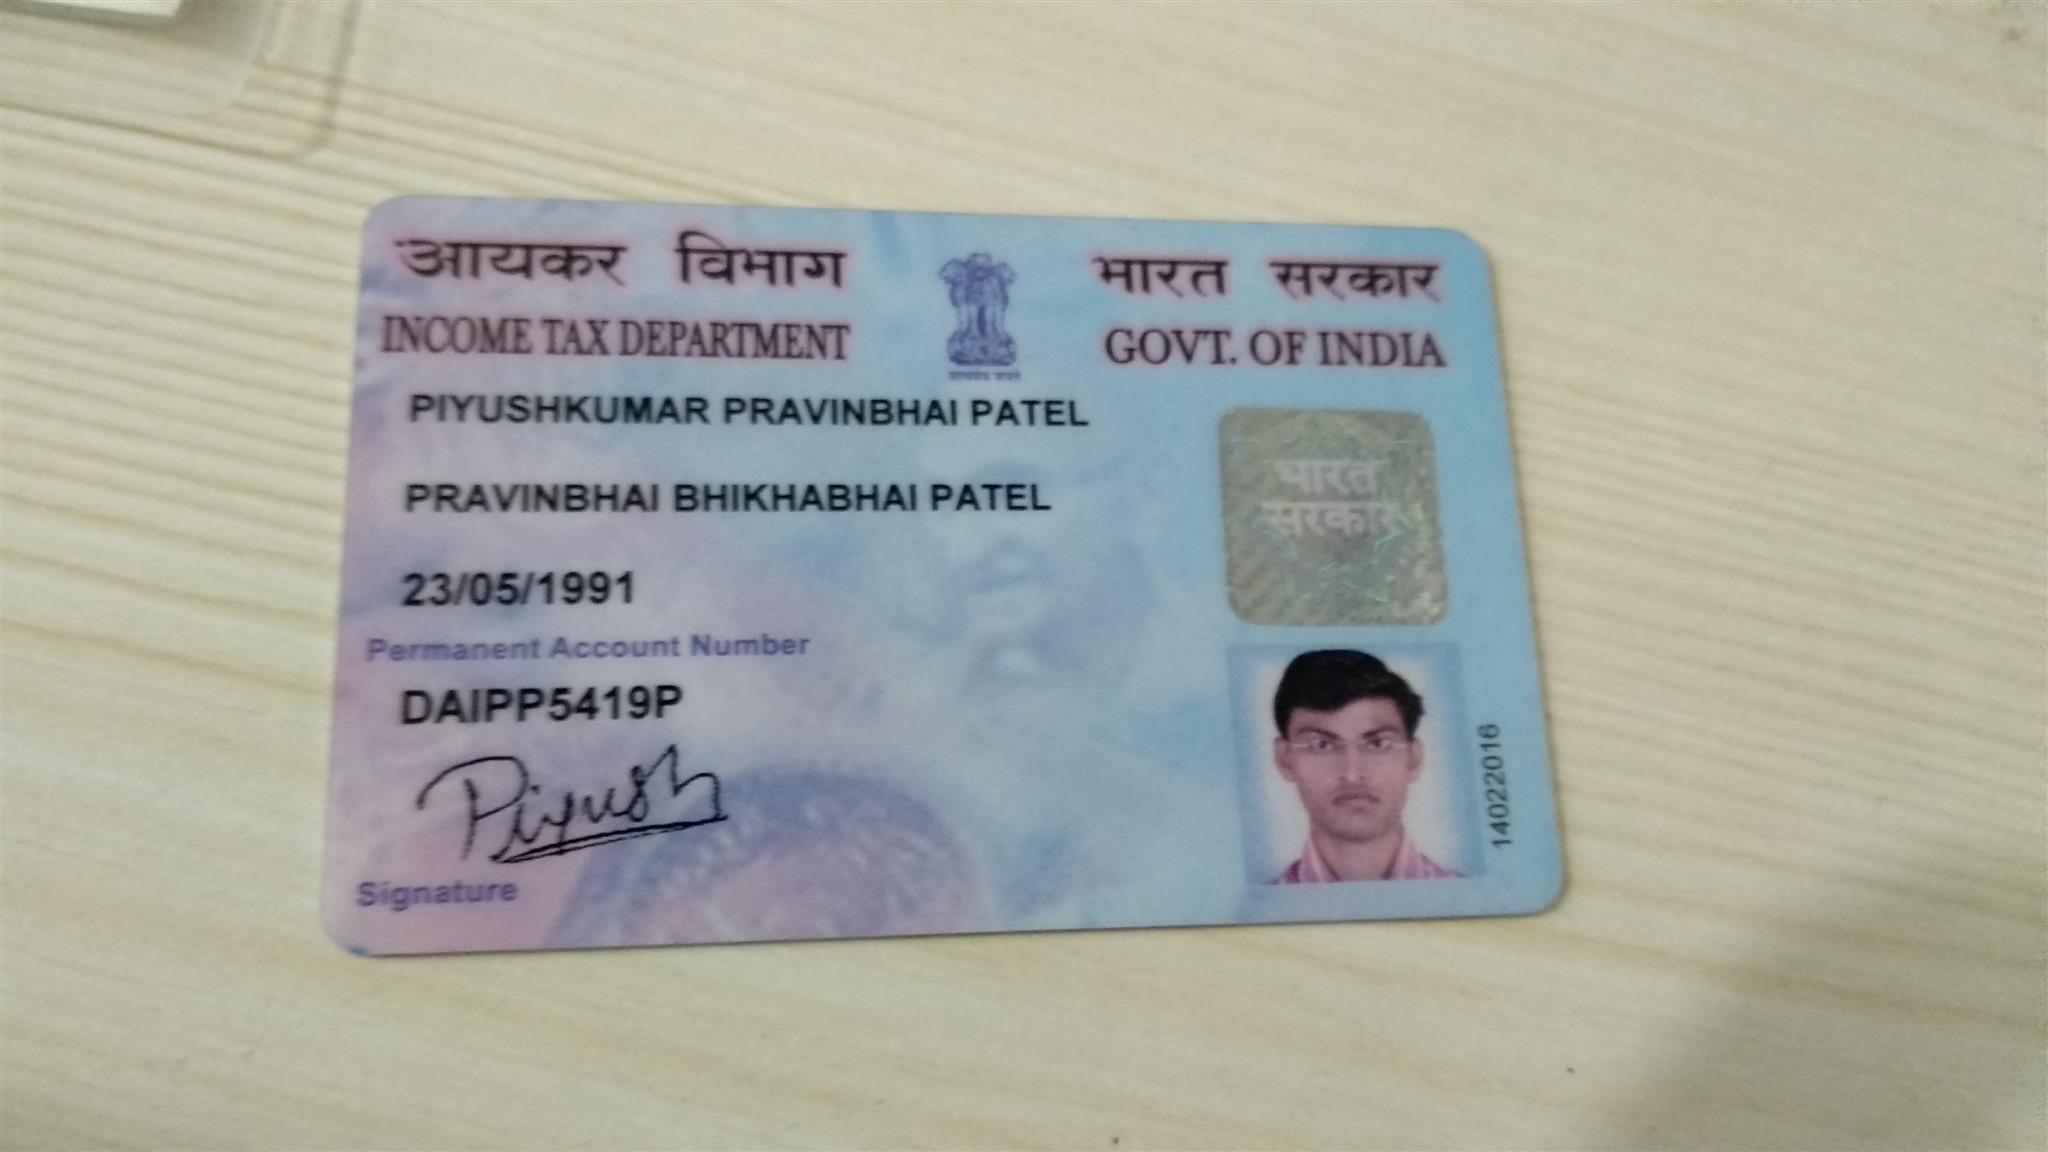 आयकर विभाग
INCOME TAX DEPARTMENT
भारत सरकार
GOVT. OF INDIA
PIYUSHKUMAR PRAVINBHAI PATEL
PRAVINBHAI BHIKHABHAI PATEL
23/05/1991
Permanent Account Number
DAIPP5419P
Piyush
Signature
भारत
सरकार
14022016